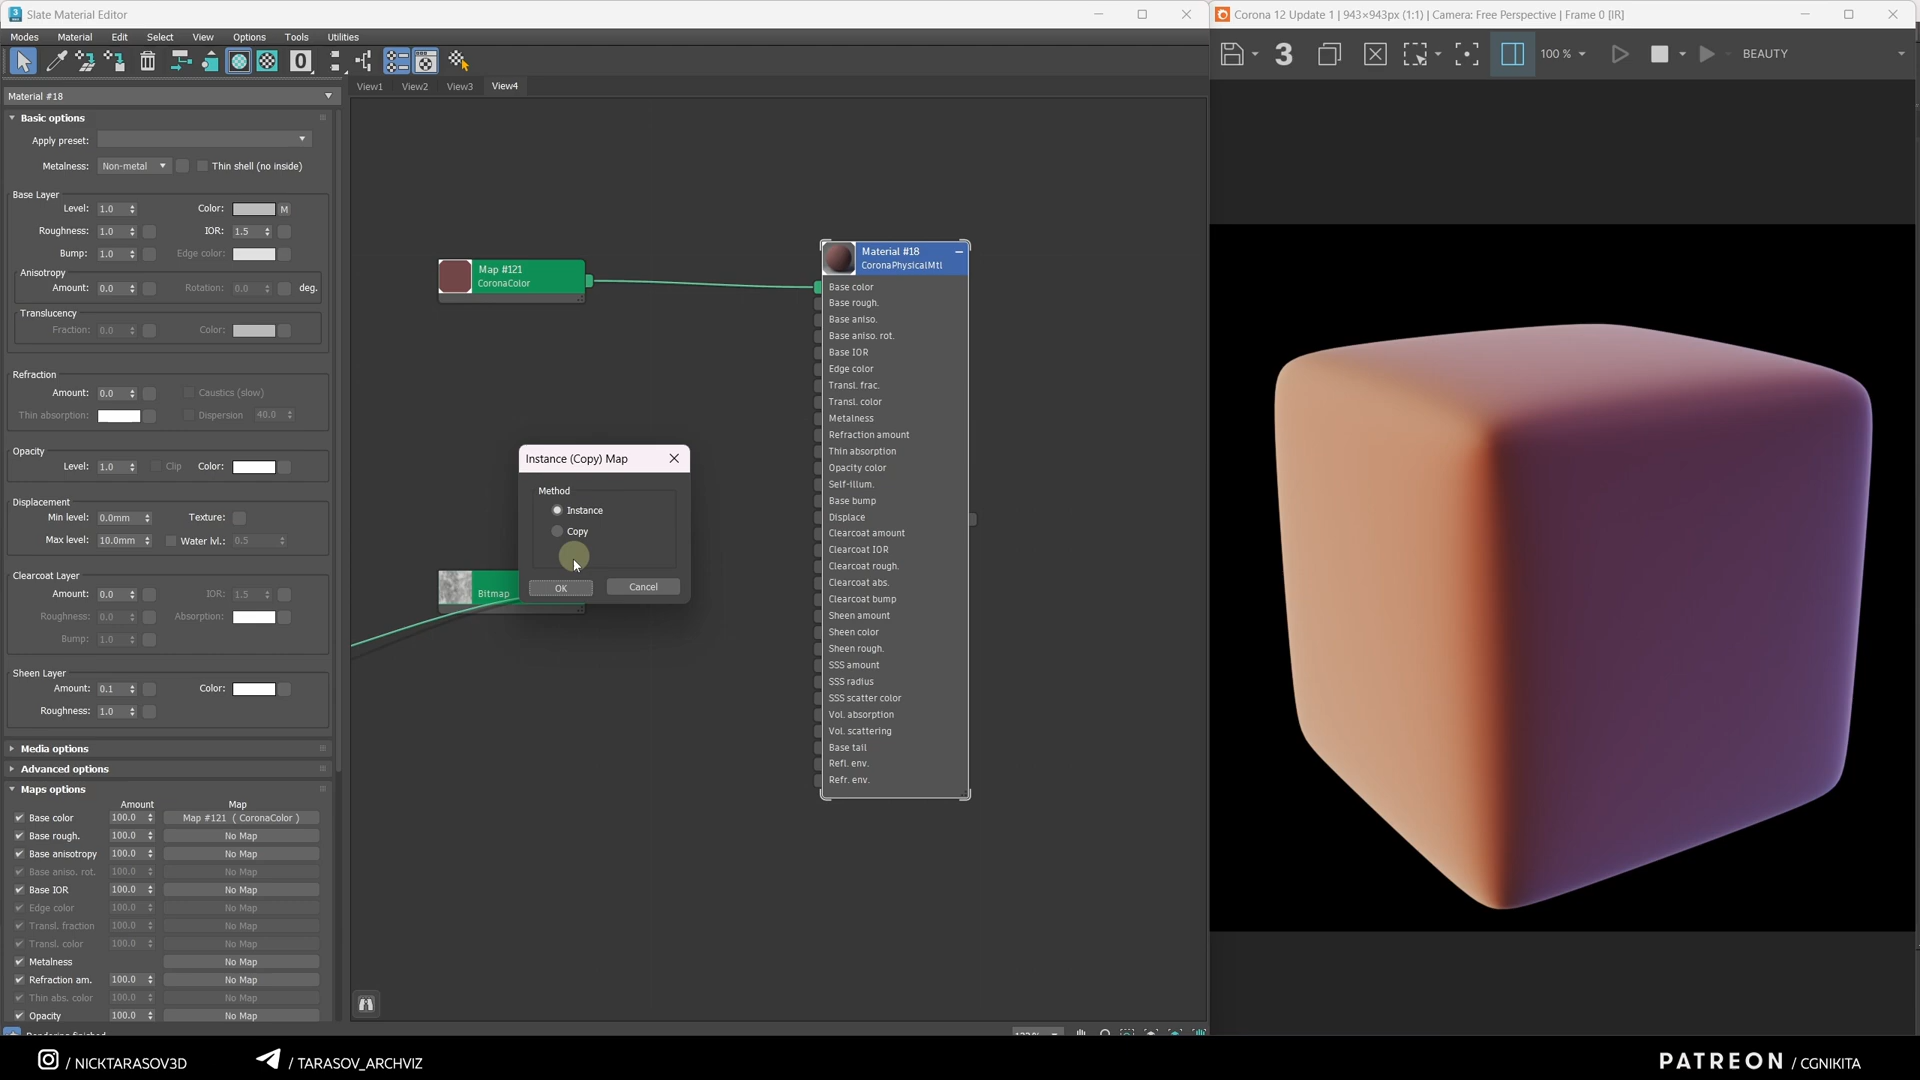 Slate Material Editor
Modes Material Edit Select View Options Tools Utilities
View1 View2 View3 View4
Material #18
Basic options
Apply preset:
Metalness: Non-metal Thin shell (no inside)
Base Layer
Level: 1.0 Color: M
Roughness: 1.0 IOR: 1.5
Bump: 1.0 Edge color:
Anisotropy
Amount: 0.0 Rotation: 0.0 deg.
Translucency
Fraction: 0.0 Color:
Refraction
Amount: 0.0 Caustics (slow)
Thin absorption: Dispersion 40.0
Opacity
Level: 1.0 Clip Color:
Displacement
Min level: 0.0mm Texture:
Max level: 10.0mm Water lvl.: 0.5
Clearcoat Layer
Amount: 0.0 IOR: 1.5
Roughness: 0.0 Absorption:
Bump: 1.0
Sheen Layer
Amount: 0.1 Color:
Roughness: 1.0
Media options
Advanced options
Maps options
Amount Map
Base color 100.0 Map #121 ( CoronaColor )
Base rough. 100.0 No Map
Base anisotropy 100.0 No Map
Base aniso. rot. 100.0 No Map
Base IOR 100.0 No Map
Edge color 100.0 No Map
Transl. fraction 100.0 No Map
Transl. color 100.0 No Map
Metalness No Map
Refraction am. 100.0 No Map
Thin abs. color 100.0 No Map
Opacity 100.0 No Map
Map #121
CoronaColor
Bitmap
Instance (Copy) Map
Method
Instance
Copy
OK Cancel
Material #18
CoronaPhysicalMtl
Base color
Base rough.
Base aniso.
Base aniso. rot.
Base IOR
Edge color
Transl. frac.
Transl. color
Metalness
Refraction amount
Thin absorption
Opacity color
Self-illum.
Base bump
Displace
Clearcoat amount
Clearcoat IOR
Clearcoat rough.
Clearcoat abs.
Clearcoat bump
Sheen amount
Sheen color
Sheen rough.
SSS amount
SSS radius
SSS scatter color
Vol. absorption
Vol. scattering
Base tail
Refl. env.
Refr. env.
Corona 12 Update 1 | 943×943px (1:1) | Camera: Free Perspective | Frame 0 [IR]
3 100 % BEAUTY
/ NICKTARASOV3D
/ TARASOV_ARCHVIZ
PATREON / CGNIKITA